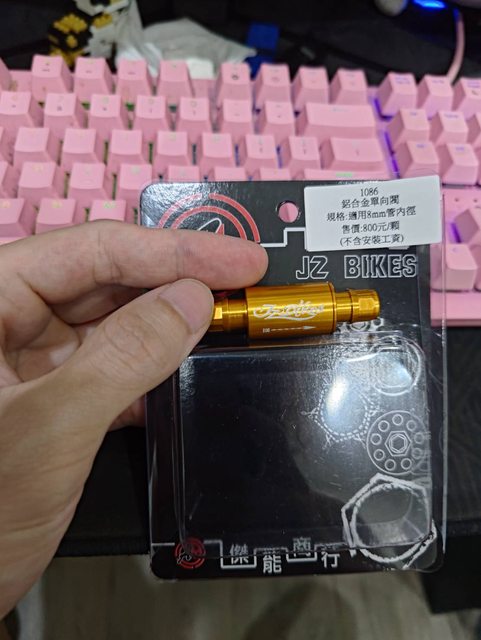 1086
鋁合金單向閥
規格:適用8mm管內徑
售價:800元/顆
(不含安裝工資)
JZ BIKES
傑龍商行